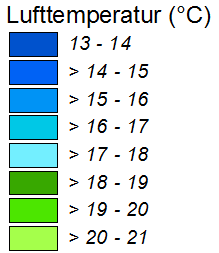 Lufttemperatur (°C)
13 - 14
> 14 - 15
> 15 - 16
> 16 - 17
> 17 - 18
> 18 - 19
> 19 - 20
> 20 - 21